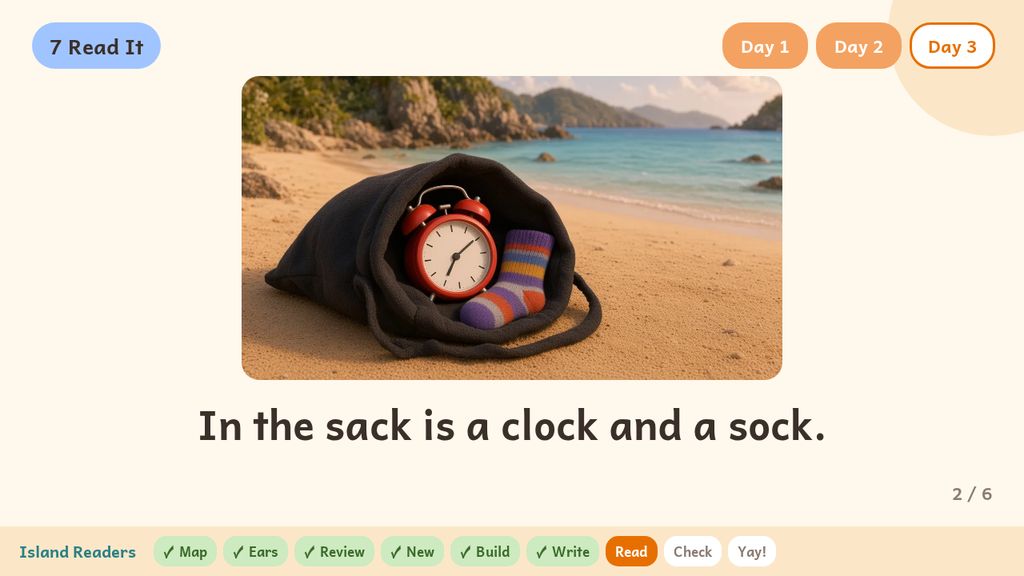 7 Read It
Day 1
Day 2
Day 3
In the sack is a clock and a sock.
2 / 6
Island Readers
✓ Map
✓ Ears
✓ Review
✓ New
✓ Build
✓ Write
Read
Check
Yay!